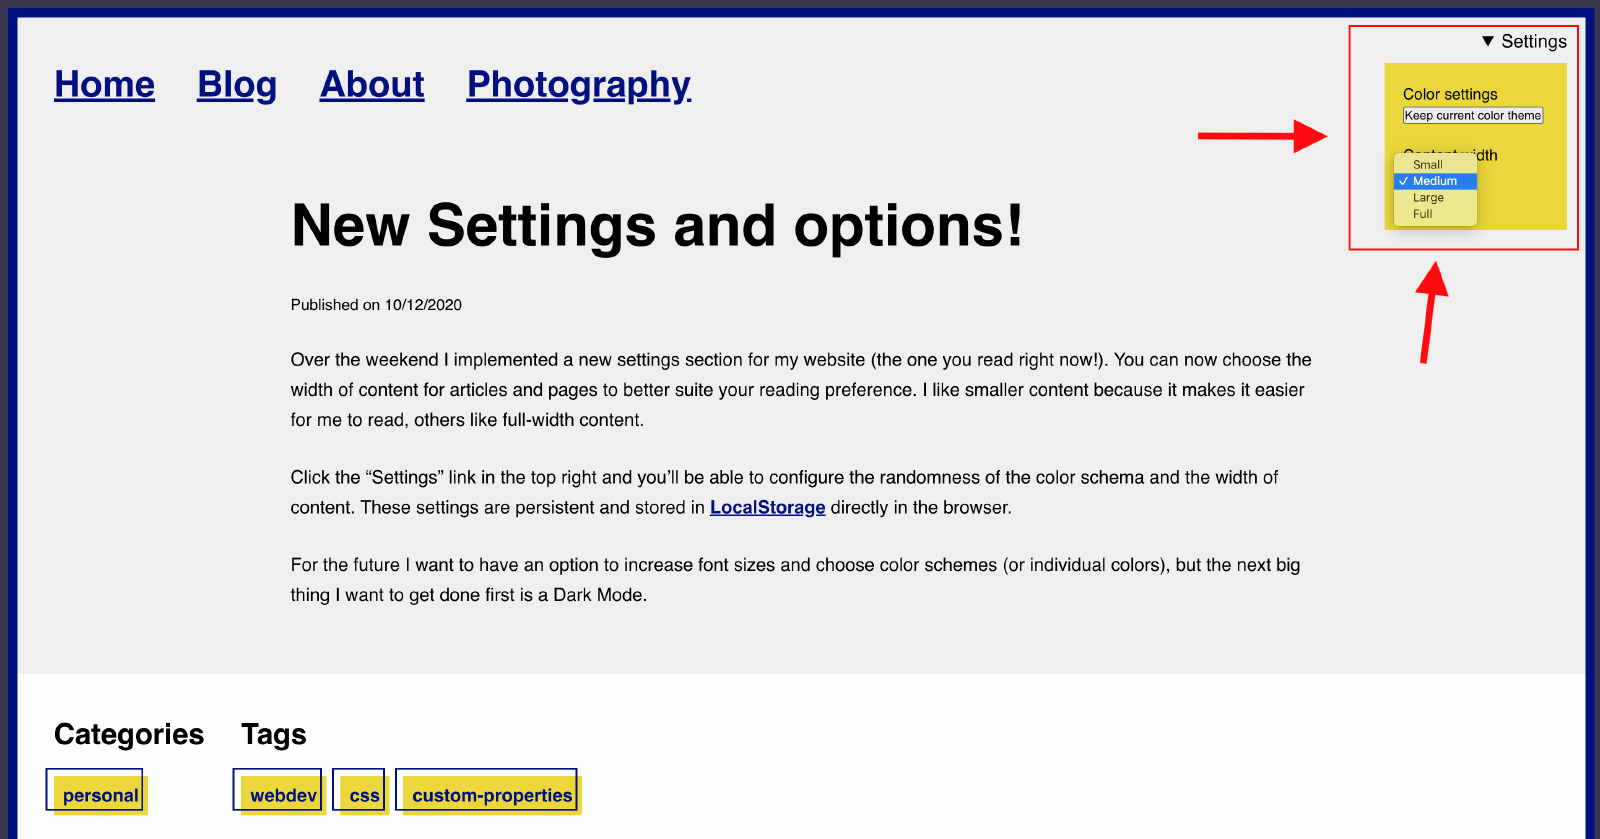 ▼ Settings
Home Blog About Photography
Color settings
Keep current color theme
Content width
Small
✓ Medium
Large
Full
New Settings and options!
Published on 10/12/2020
Over the weekend I implemented a new settings section for my website (the one you read right now!). You can now choose the
width of content for articles and pages to better suite your reading preference. I like smaller content because it makes it easier
for me to read, others like full-width content.
Click the “Settings” link in the top right and you’ll be able to configure the randomness of the color schema and the width of
content. These settings are persistent and stored in LocalStorage directly in the browser.
For the future I want to have an option to increase font sizes and choose color schemes (or individual colors), but the next big
thing I want to get done first is a Dark Mode.
Categories Tags
personal webdev css custom-properties